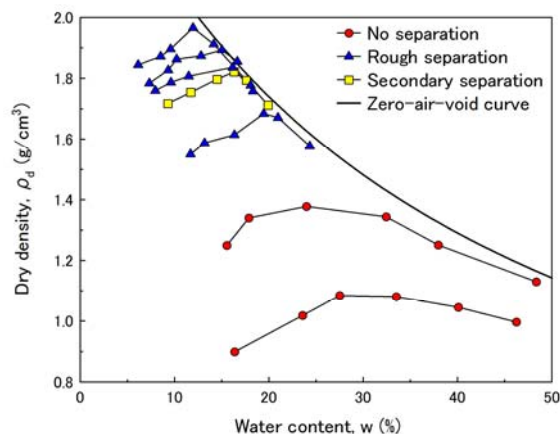 No separation
Rough separation
Secondary separation
Zero-air-void curve
2.0
1.8
1.6
1.4
1.2
1.0
0.8
Dry density, ρd (g/cm³)
0 10 20 30 40 50
Water content, w (%)